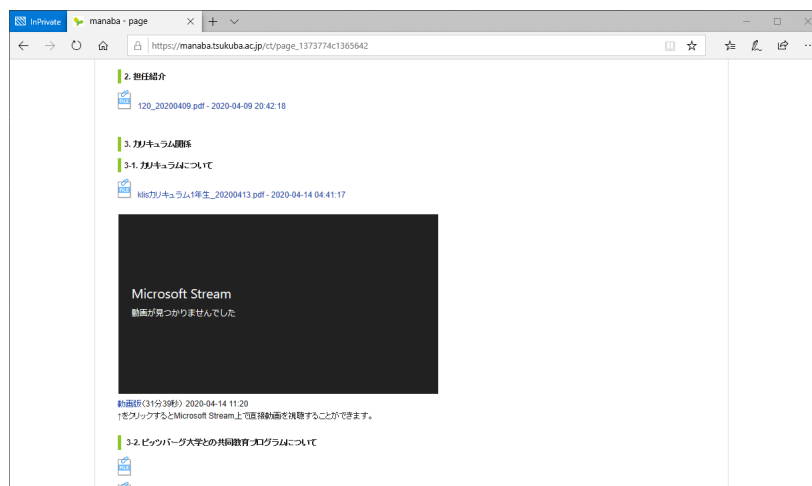 InPrivate
manaba - page
https://manaba.tsukuba.ac.jp/ct/page_1373774c1365642
2. 担任紹介
FILE
120_20200409.pdf - 2020-04-09 20:42:18
3. カリキュラム関係
3-1. カリキュラムについて
FILE
klisカリキュラム1年生_20200413.pdf - 2020-04-14 04:41:17
Microsoft Stream
動画が見つかりませんでした
動画版(31分39秒) 2020-04-14 11:20
↑をクリックするとMicrosoft Stream上で直接動画を視聴することができます。
3-2. ピッツバーグ大学との共同教育プログラムについて
FILE